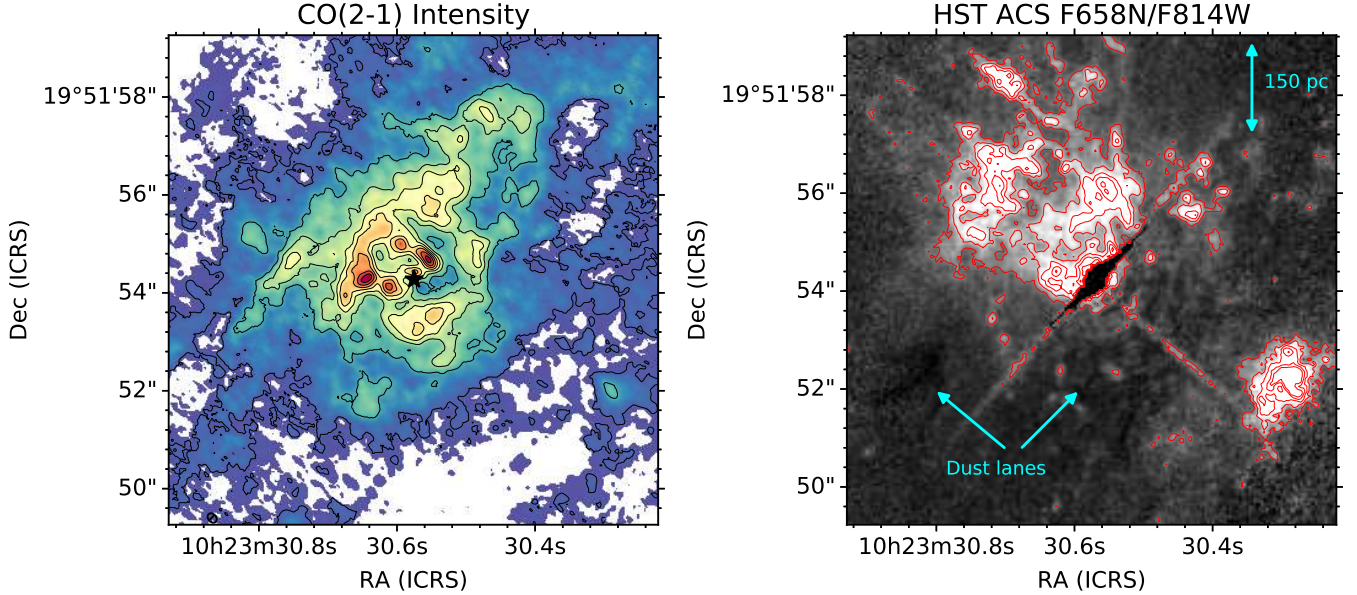 CO(2-1) Intensity
19°51'58"
56"
54"
52"
50"
Dec (ICRS)
10h23m30.8s
30.6s
30.4s
RA (ICRS)
HST ACS F658N/F814W
150 pc
19°51'58"
56"
54"
52"
50"
Dec (ICRS)
Dust lanes
10h23m30.8s
30.6s
30.4s
RA (ICRS)